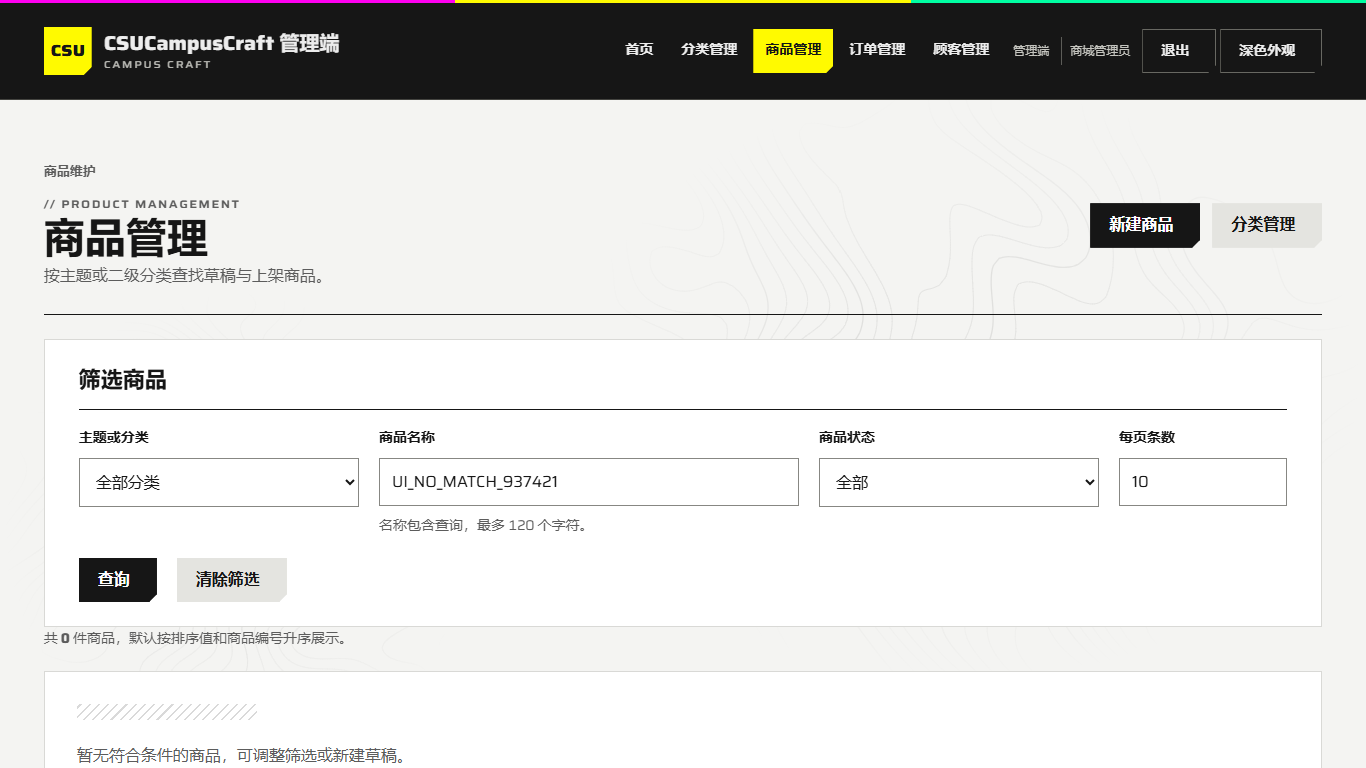 CSU
CSUCampusCraft 管理端
CAMPUS CRAFT
首页 分类管理 商品管理 订单管理 顾客管理 管理端 商城管理员 退出 深色外观
商品维护
// PRODUCT MANAGEMENT
商品管理
按主题或二级分类查找草稿与上架商品。
新建商品 分类管理
筛选商品
主题或分类 商品名称 商品状态 每页条数
全部分类 UI_NO_MATCH_937421 全部 10
名称包含查询，最多 120 个字符。
查询 清除筛选
共 0 件商品，默认按排序值和商品编号升序展示。
暂无符合条件的商品，可调整筛选或新建草稿。